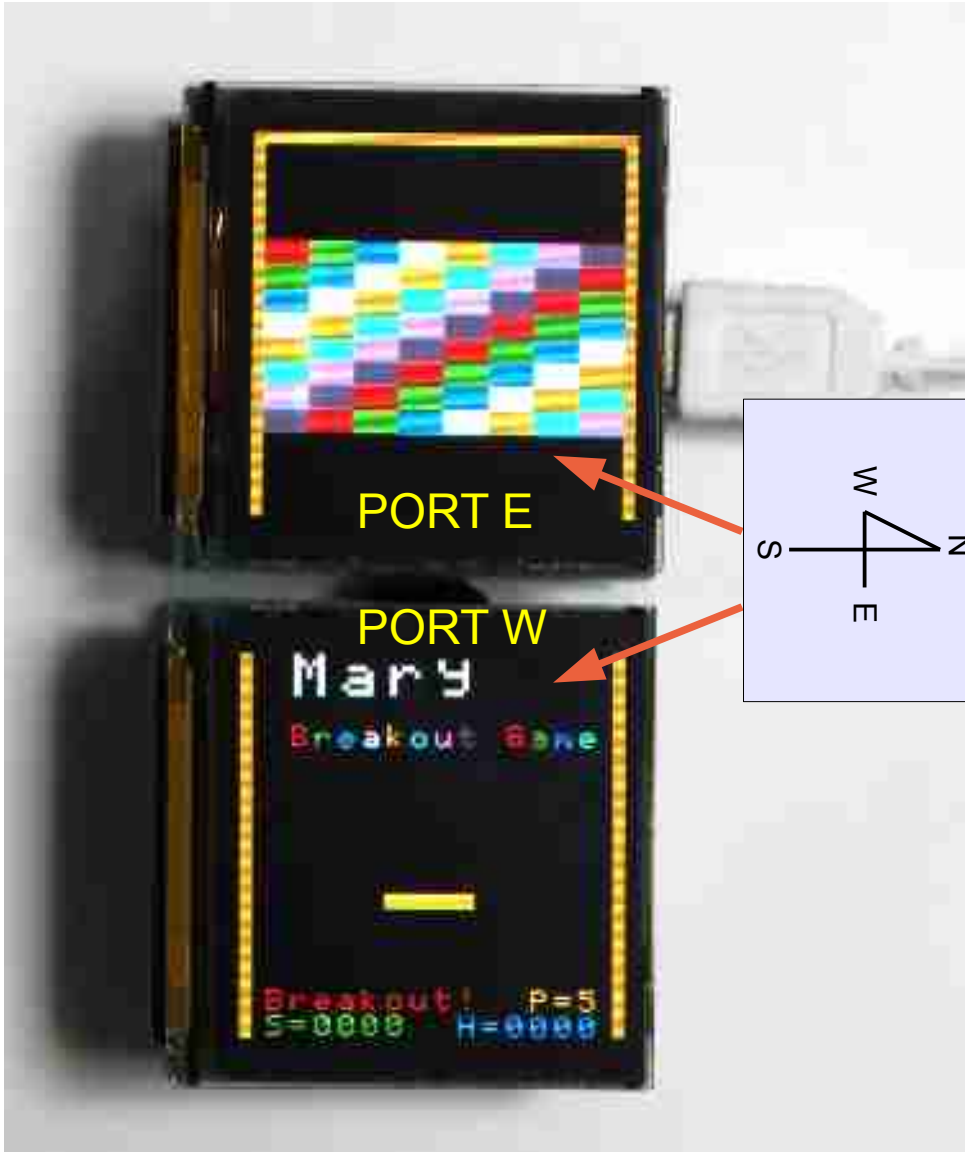 PORT E
W
N
S
E
PORT W
Mary
Breakout Game
Breakout! P=5
S=0000 H=0000